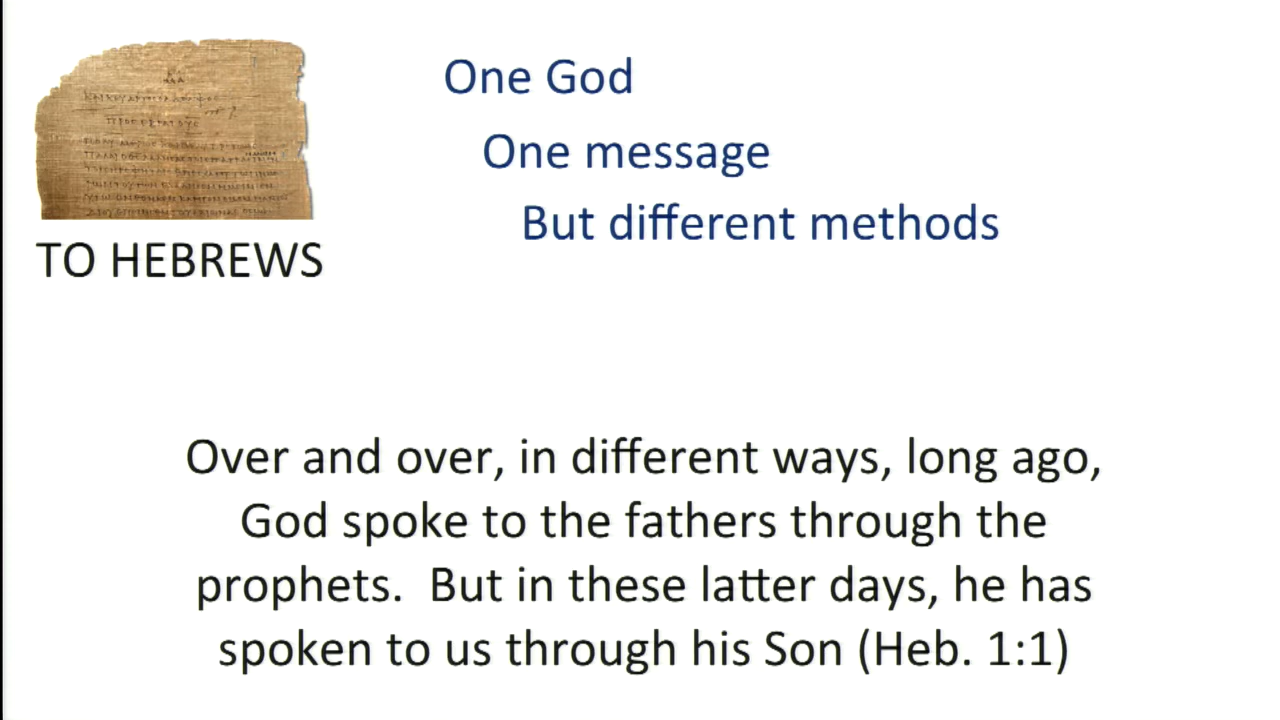 One God
One message
But different methods
TO HEBREWS
Over and over, in different ways, long ago,
God spoke to the fathers through the
prophets. But in these latter days, he has
spoken to us through his Son (Heb. 1:1)